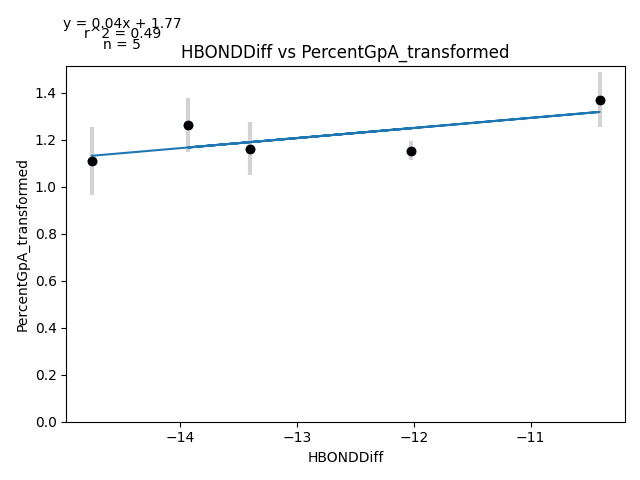 y = 0.04x + 1.77
r^2 = 0.49
n = 5
HBONDDiff vs PercentGpA_transformed
PercentGpA_transformed
1.4
1.2
1.0
0.8
0.6
0.4
0.2
0.0
−14
−13
−12
−11
HBONDDiff